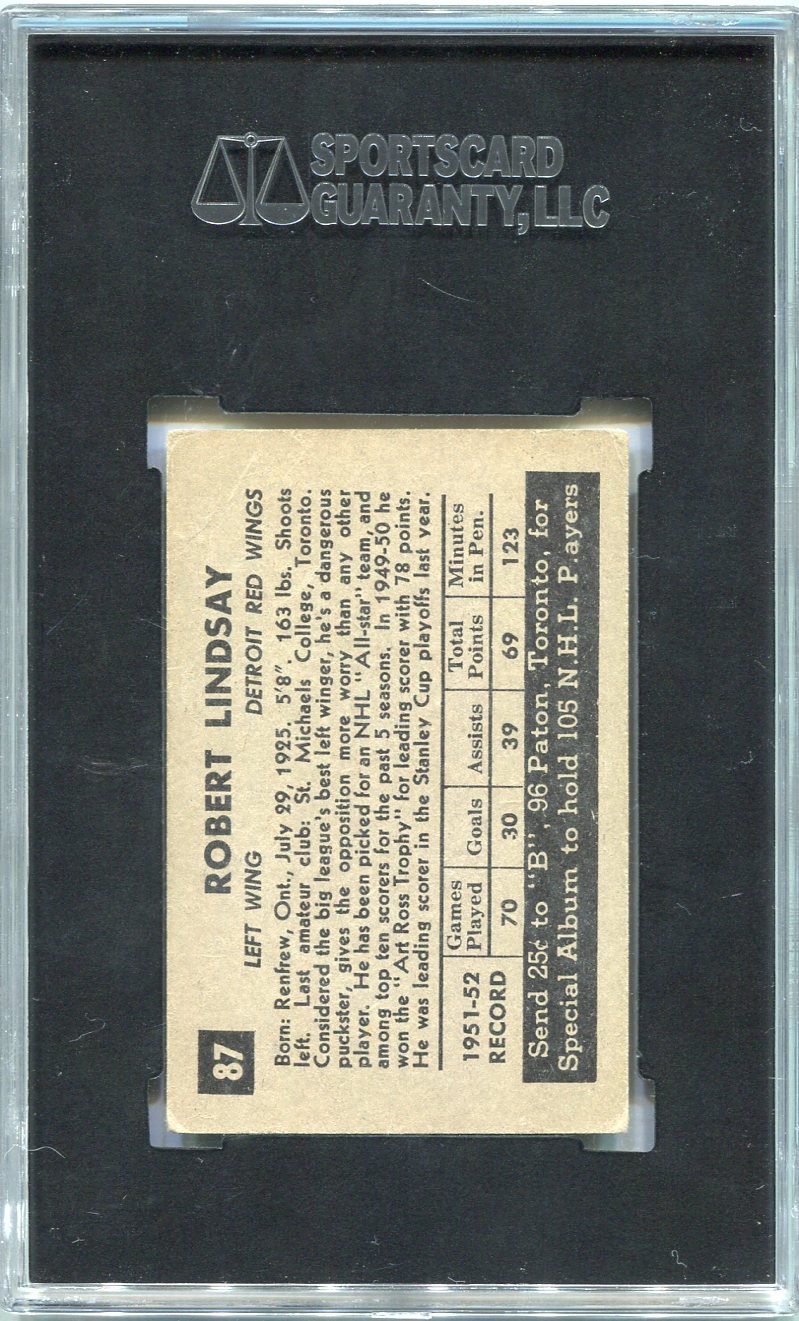 SPORTSCARD
GUARANTY, LLC
87
ROBERT LINDSAY
LEFT WING DETROIT RED WINGS
Born: Renfrew, Ont., July 29, 1925. 5'8". 163 lbs. Shoots
left. Last amateur club: St. Michaels College, Toronto.
Considered the big league's best left winger, he's a dangerous
puckster, gives the opposition more worry than any other
player. He has been picked for an NHL "All-star" team, and
among top ten scorers for the past 5 seasons. In 1949-50 he
won the "Art Ross Trophy" for leading scorer with 78 points.
He was leading scorer in the Stanley Cup playoffs last year.
1951-52 Games Goals Assists Total Minutes
RECORD Played Points in Pen.
70 30 39 69 123
Send 25¢ to "B", 96 Paton, Toronto, for
Special Album to hold 105 N.H.L. P.ayers